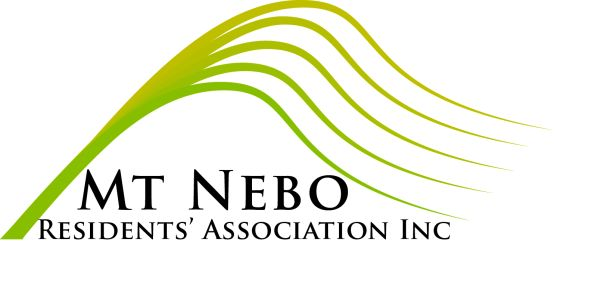 Mt Nebo
Residents’ Association Inc